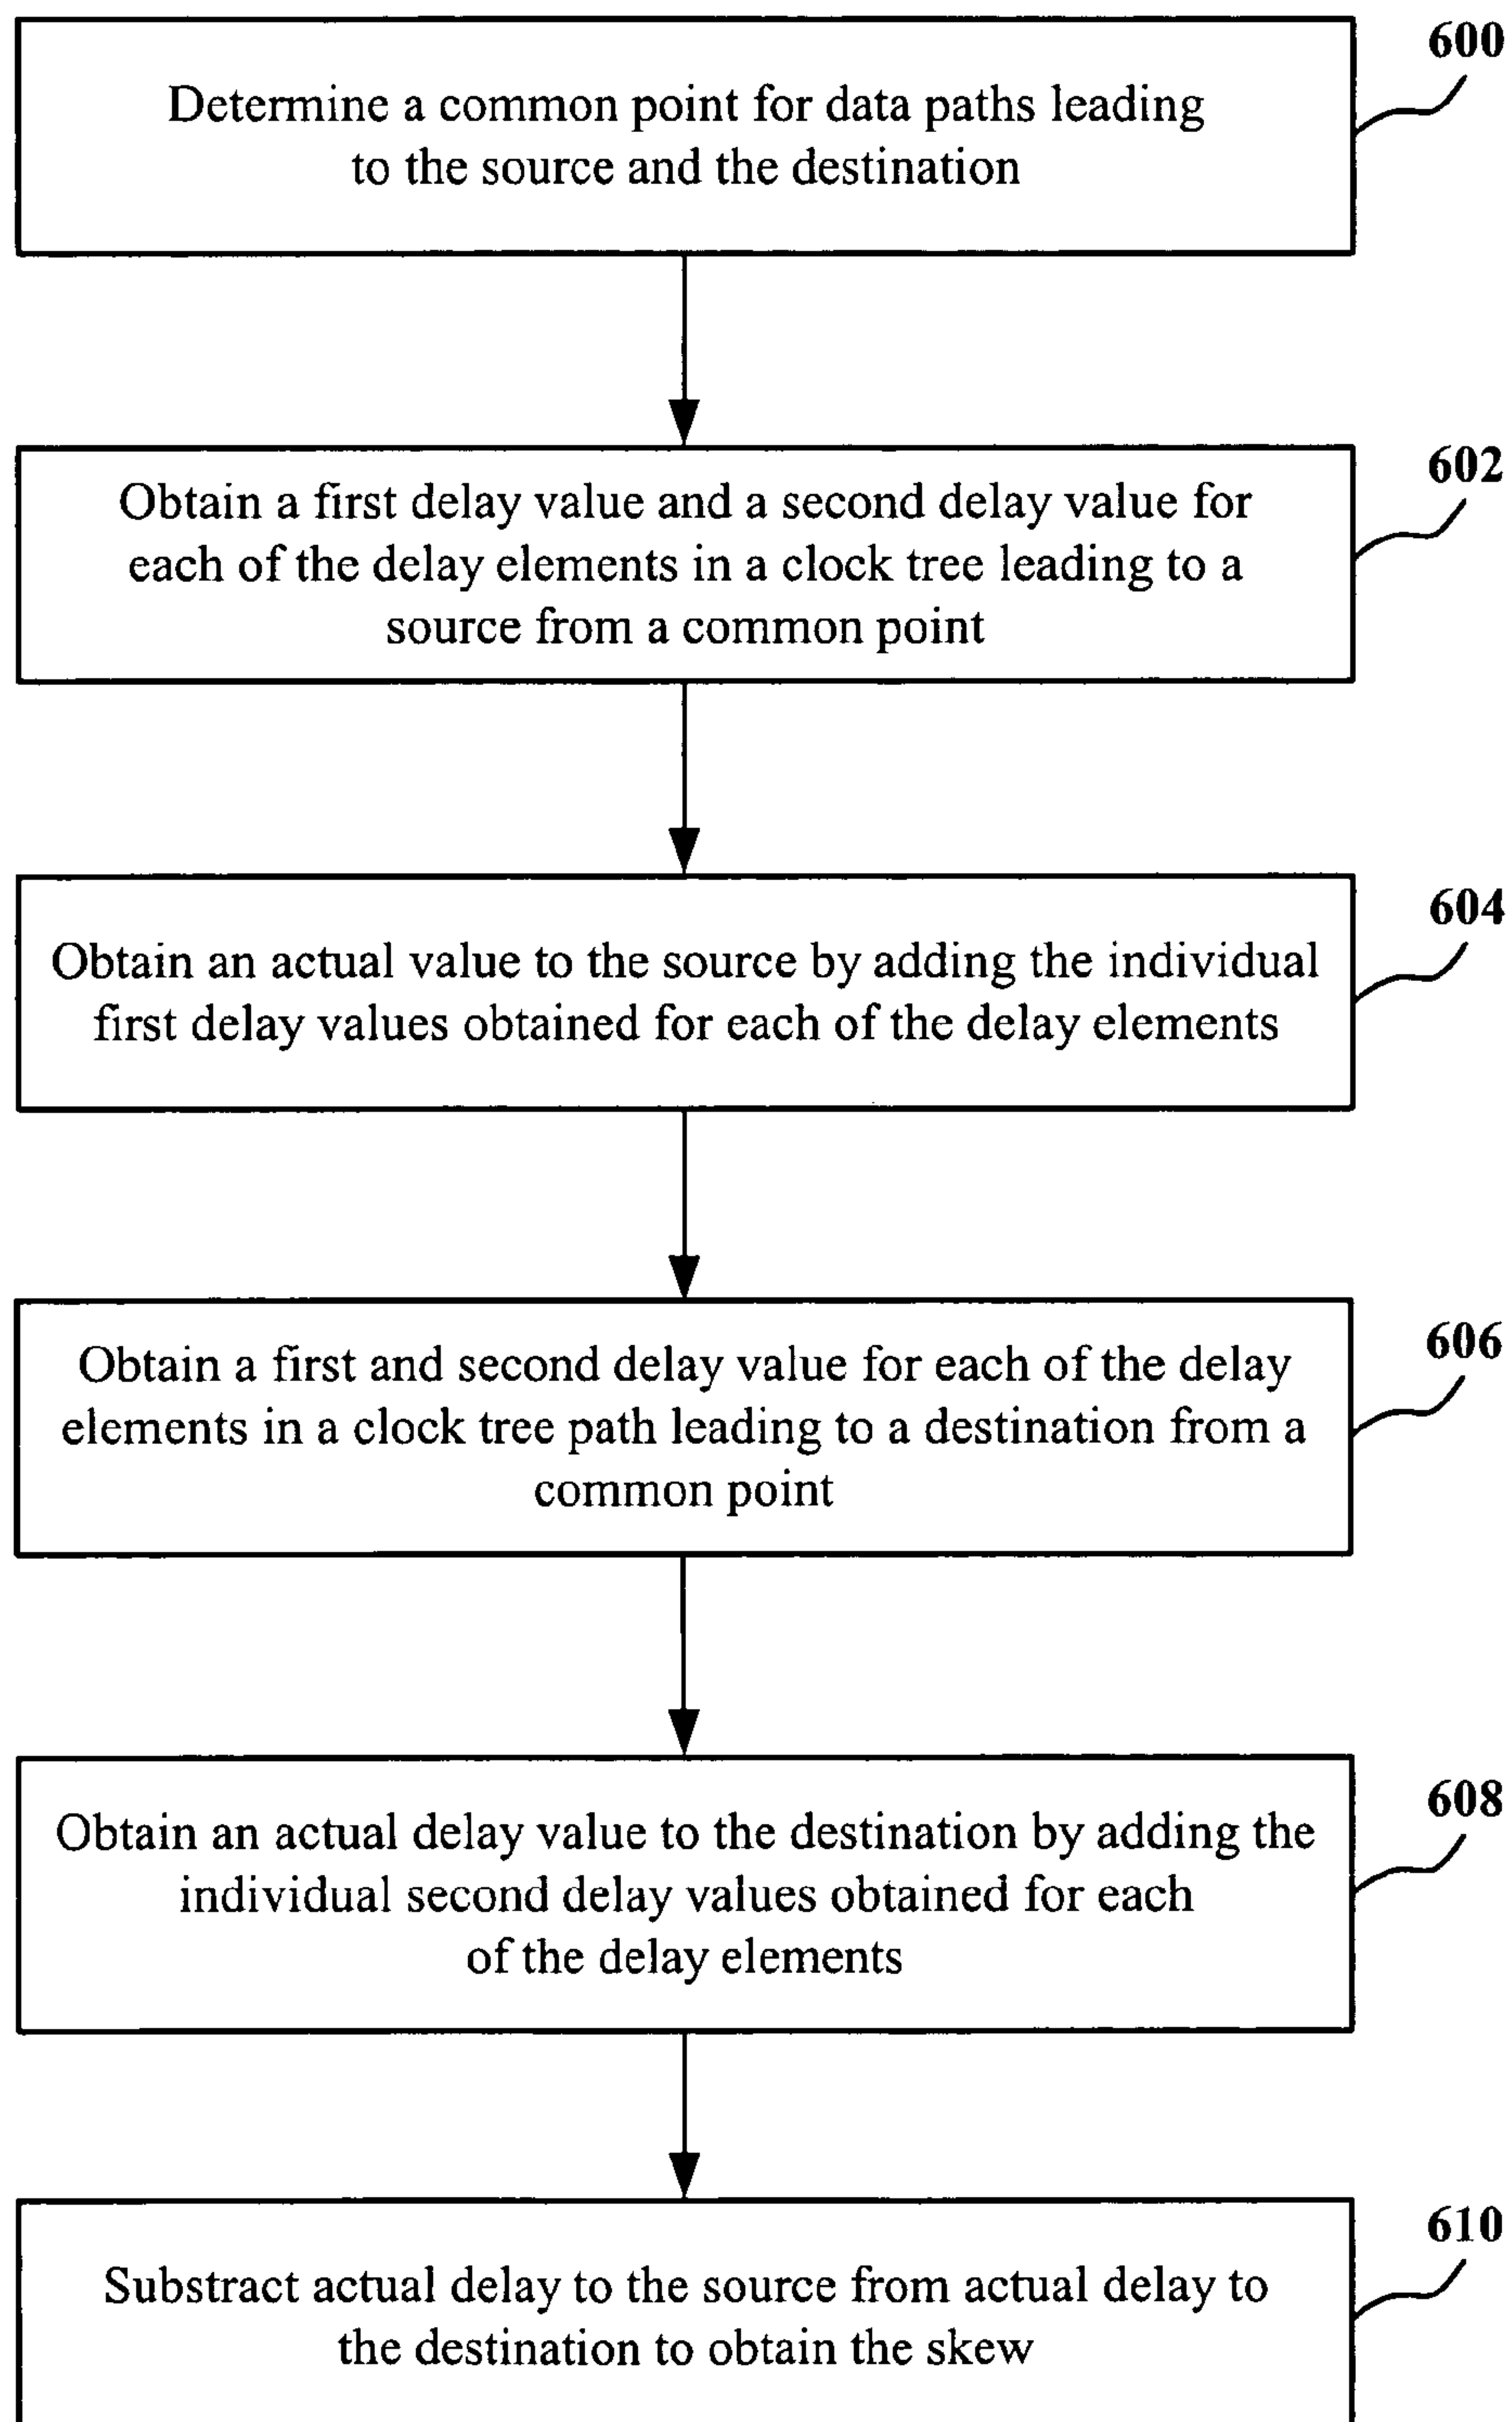 600
Determine a common point for data paths leading
to the source and the destination
602
Obtain a first delay value and a second delay value for
each of the delay elements in a clock tree leading to a
source from a common point
604
Obtain an actual value to the source by adding the individual
first delay values obtained for each of the delay elements
606
Obtain a first and second delay value for each of the delay
elements in a clock tree path leading to a destination from a
common point
608
Obtain an actual delay value to the destination by adding the
individual second delay values obtained for each
of the delay elements
610
Substract actual delay to the source from actual delay to
the destination to obtain the skew